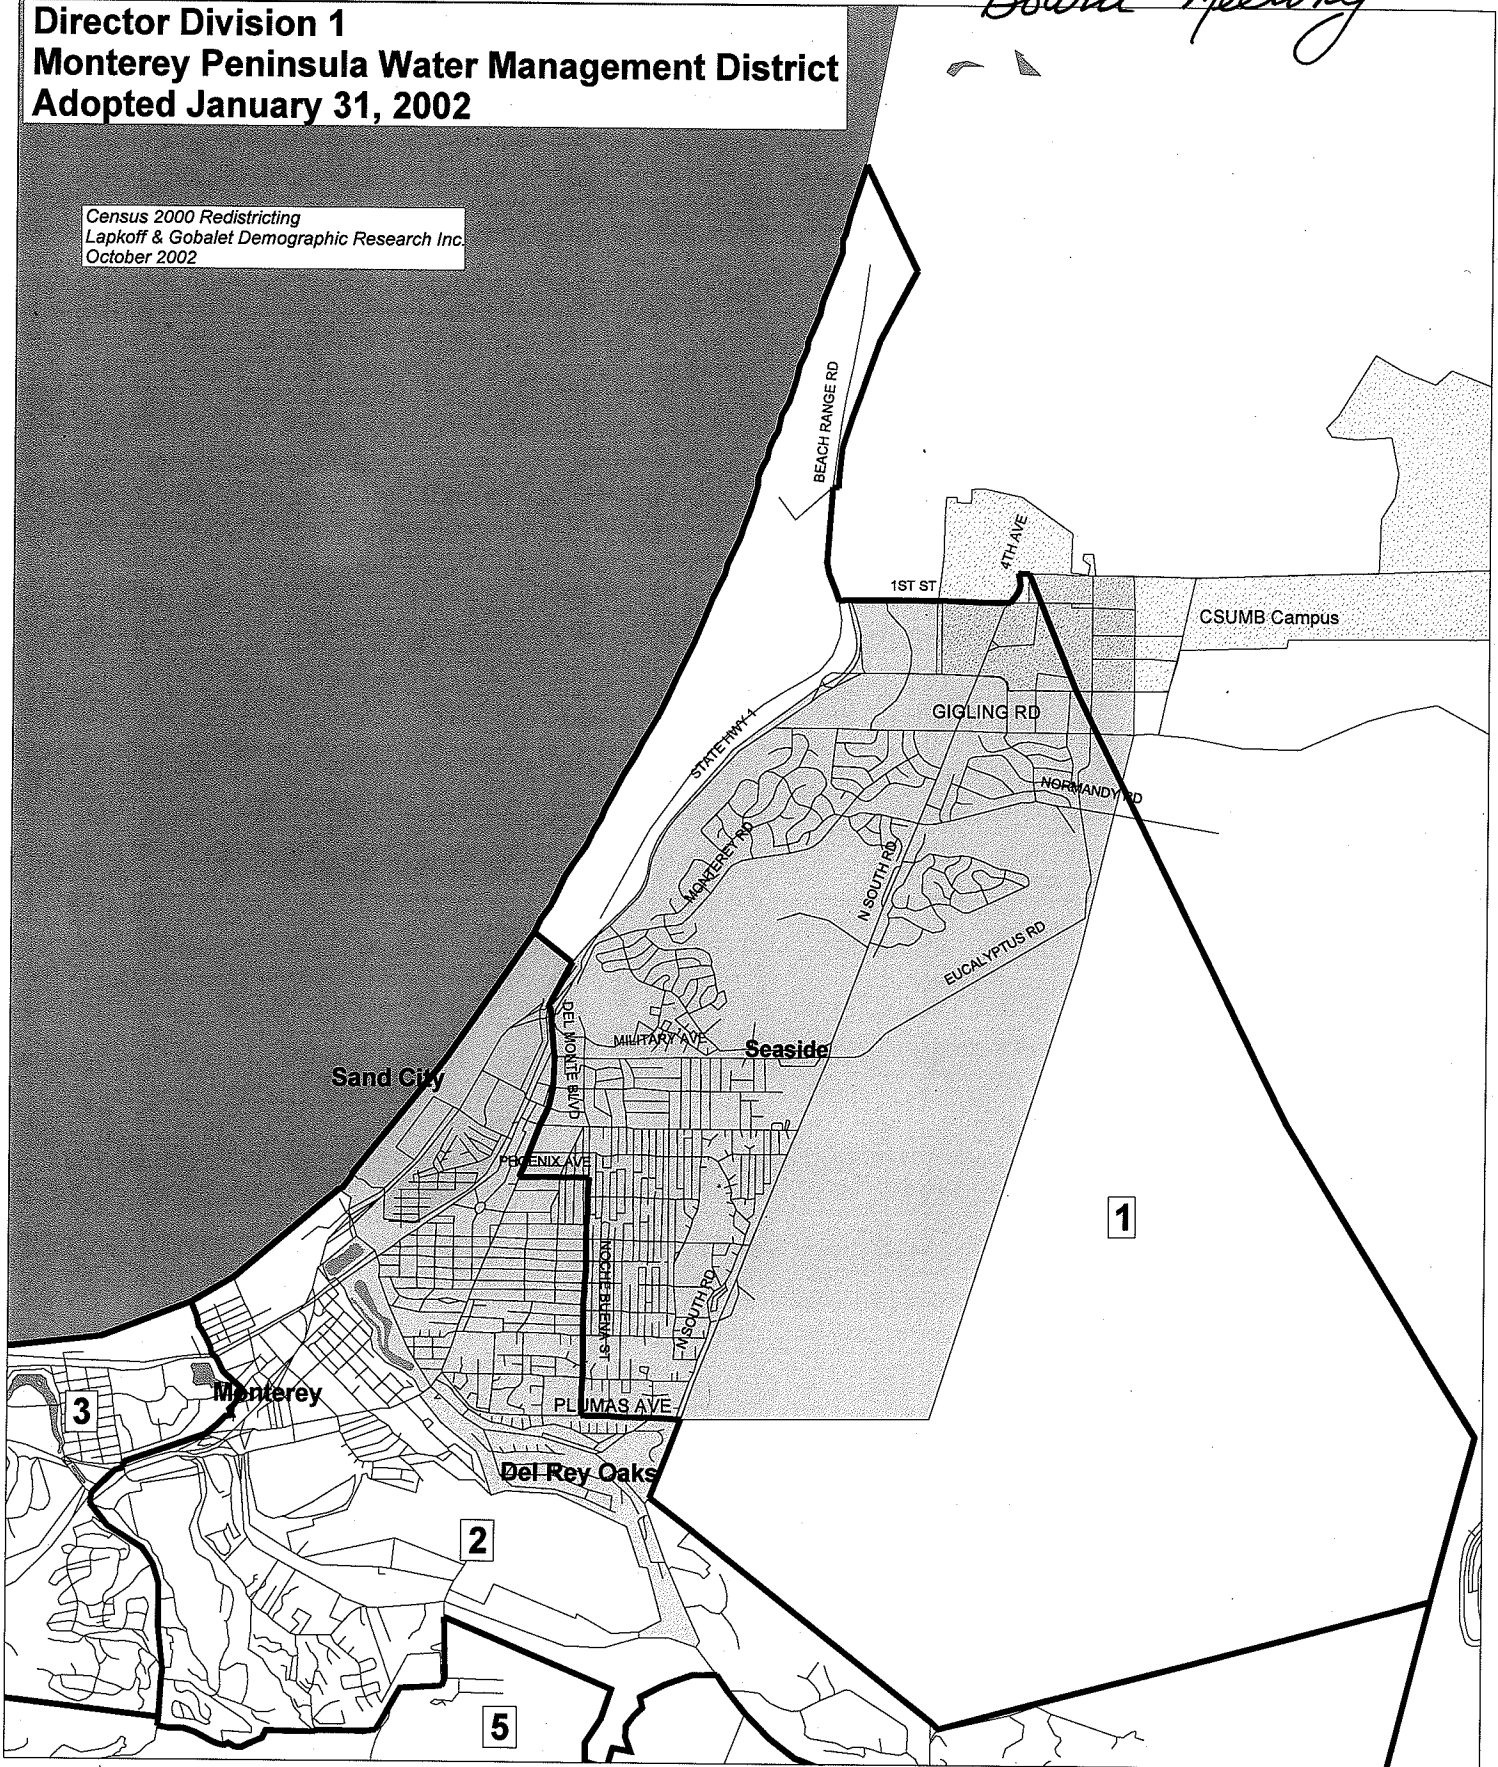 Board Meeting
Director Division 1
Monterey Peninsula Water Management District
Adopted January 31, 2002
Census 2000 Redistricting
Lapkoff & Gobalet Demographic Research Inc.
October 2002
BEACH RANGE RD
4TH AVE
1ST ST
CSUMB Campus
GIGLING RD
STATE HWY 1
NORMANDY RD
MONTEREY RD
N SOUTH RD
EUCALYPTUS RD
DEL MONTE BLVD
MILITARY AVE
Seaside
Sand City
PHOENIX AVE
1
NOCHE BUENA ST
N SOUTH RD
Monterey
3
PLUMAS AVE
Del Rey Oaks
2
5